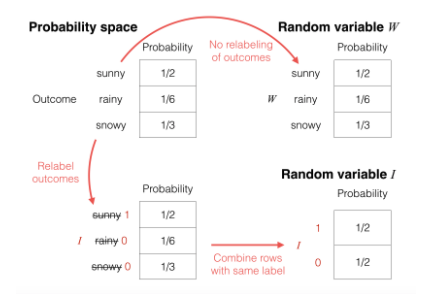 Probability space
Random variable W
Probability
No relabeling
of outcomes
Probability
sunny 1/2
sunny 1/2
Outcome rainy 1/6
W rainy 1/6
snowy 1/3
snowy 1/3
Relabel
outcomes
Random variable I
Probability
Probability
sunny 1 1/2
1 1/2
I rainy 0 1/6
I
Combine rows
with same label
snowy 0 1/3
0 1/2